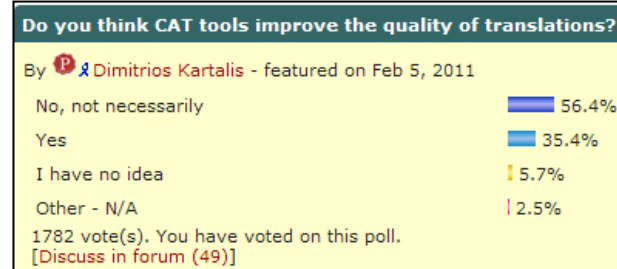 Do you think CAT tools improve the quality of translations?
By P Dimitrios Kartalis - featured on Feb 5, 2011
No, not necessarily 56.4%
Yes 35.4%
I have no idea 5.7%
Other - N/A 2.5%
1782 vote(s). You have voted on this poll.
[Discuss in forum (49)]